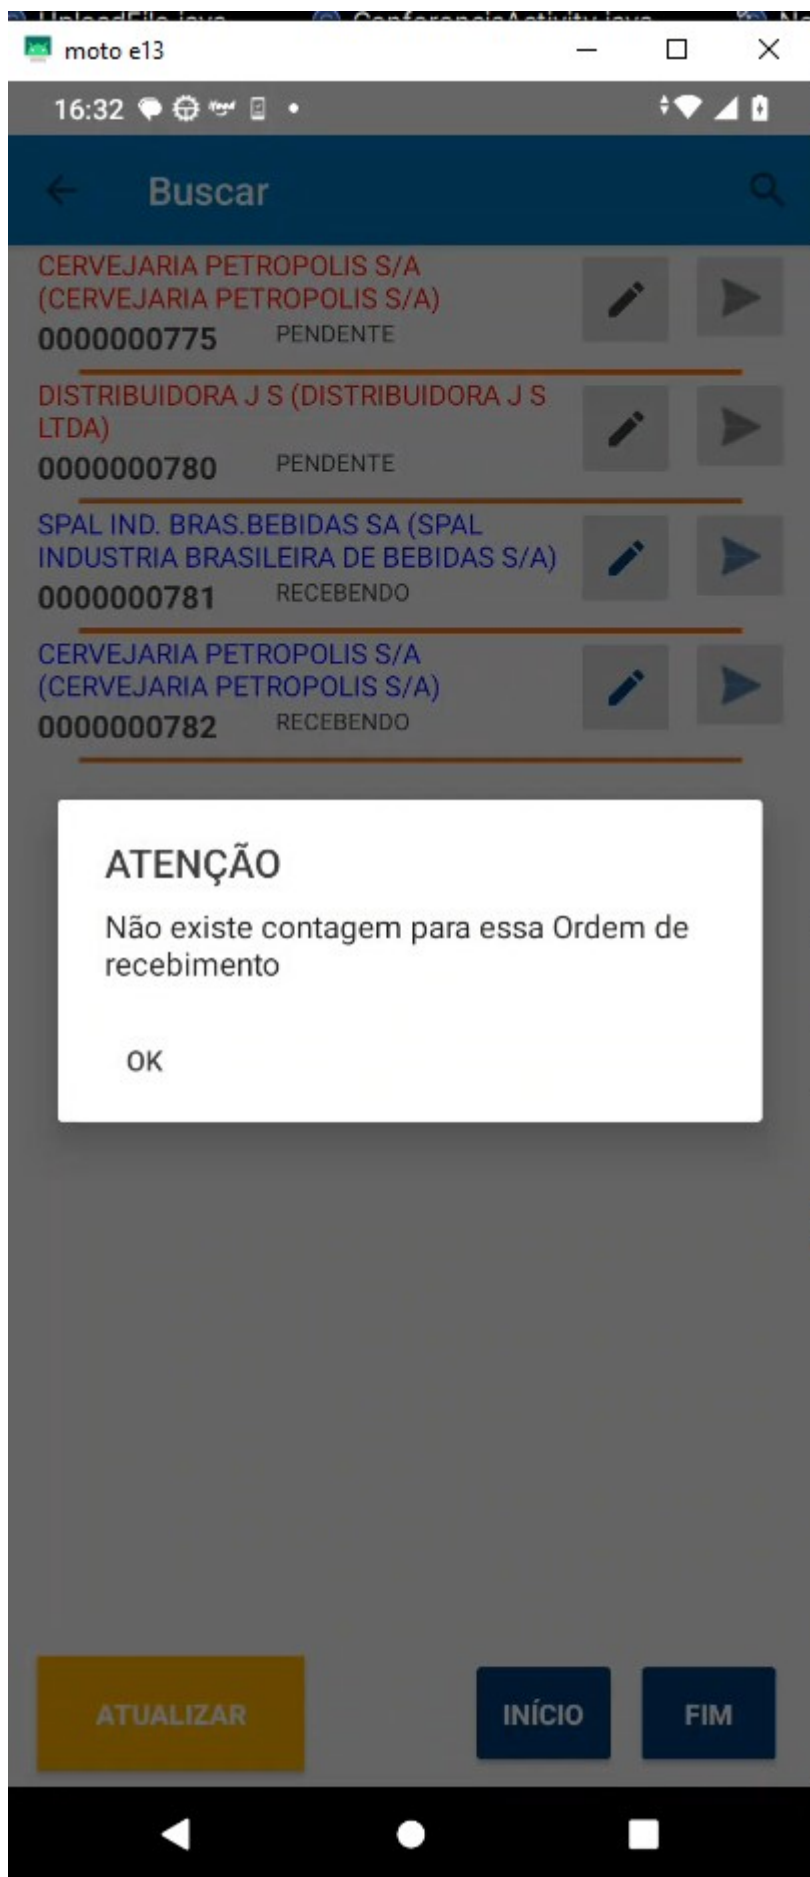 moto e13
16:32
Buscar
CERVEJARIA PETROPOLIS S/A
(CERVEJARIA PETROPOLIS S/A)
0000000775 PENDENTE
DISTRIBUIDORA J S (DISTRIBUIDORA J S
LTDA)
0000000780 PENDENTE
SPAL IND. BRAS.BEBIDAS SA (SPAL
INDUSTRIA BRASILEIRA DE BEBIDAS S/A)
0000000781 RECEBENDO
CERVEJARIA PETROPOLIS S/A
(CERVEJARIA PETROPOLIS S/A)
0000000782 RECEBENDO
ATENÇÃO
Não existe contagem para essa Ordem de
recebimento
OK
ATUALIZAR INÍCIO FIM